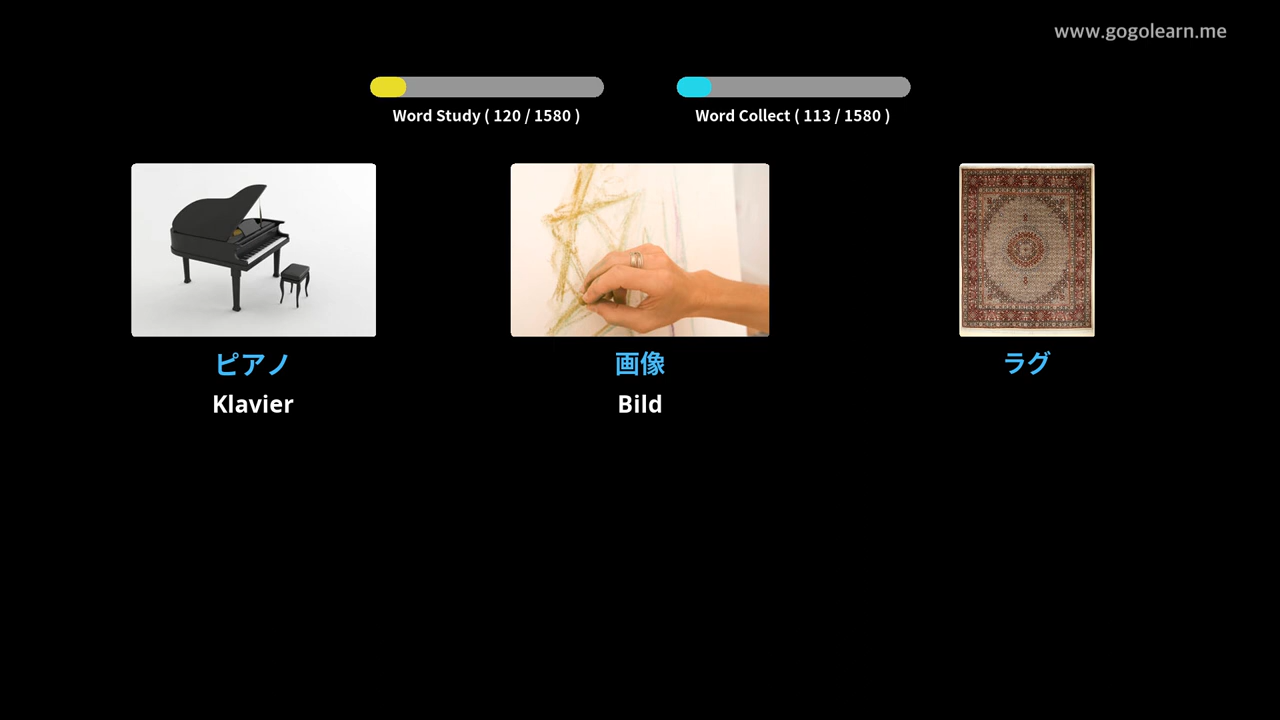 www.gogolearn.me
Word Study ( 120 / 1580 )
Word Collect ( 113 / 1580 )
ピアノ
Klavier
画像
Bild
ラグ